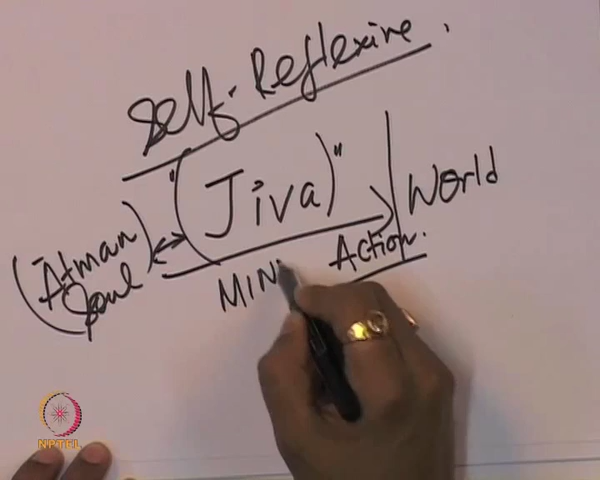 Self-Reflexive.
"(Jiva)"
World
(Atman
Soul
Action.
MIN
NPTEL